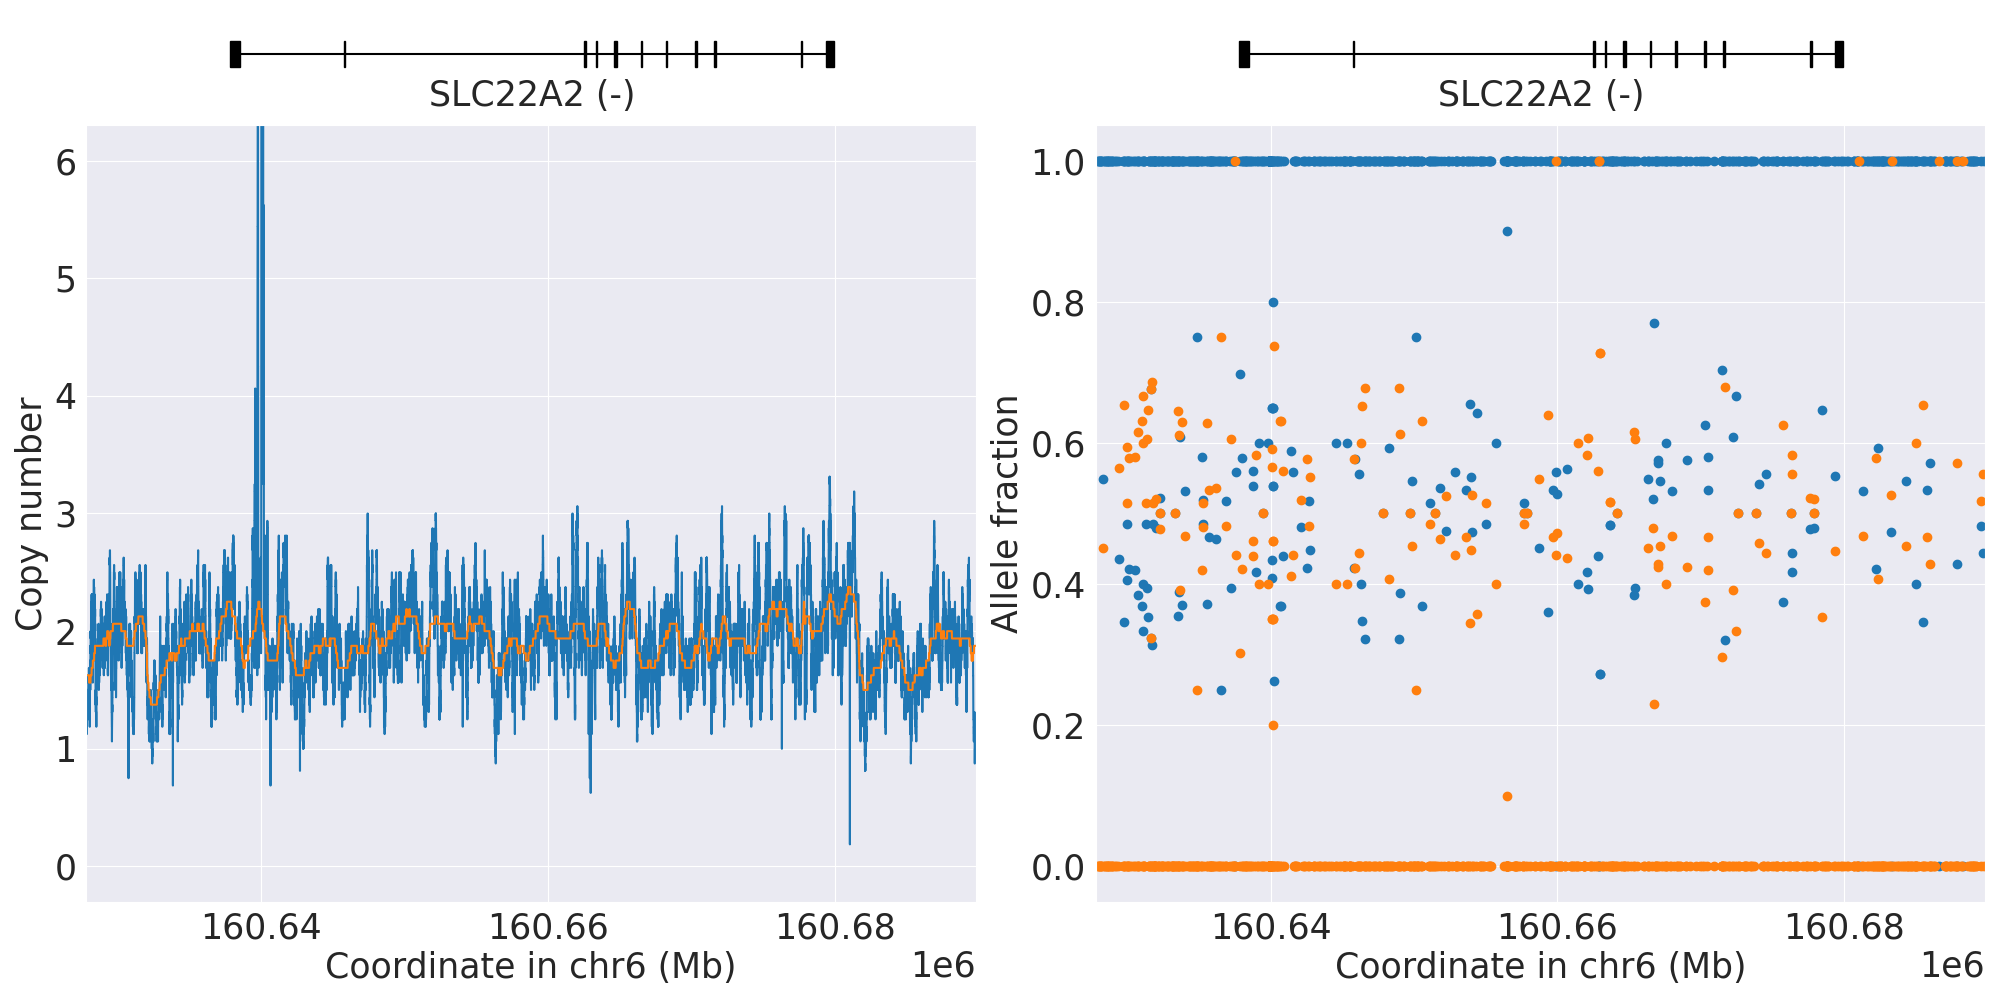 SLC22A2 (-)
6
5
4
3
2
1
0
Copy number
160.64 160.66 160.68
Coordinate in chr6 (Mb) 1e6
SLC22A2 (-)
1.0
0.8
0.6
0.4
0.2
0.0
Allele fraction
160.64 160.66 160.68
Coordinate in chr6 (Mb) 1e6